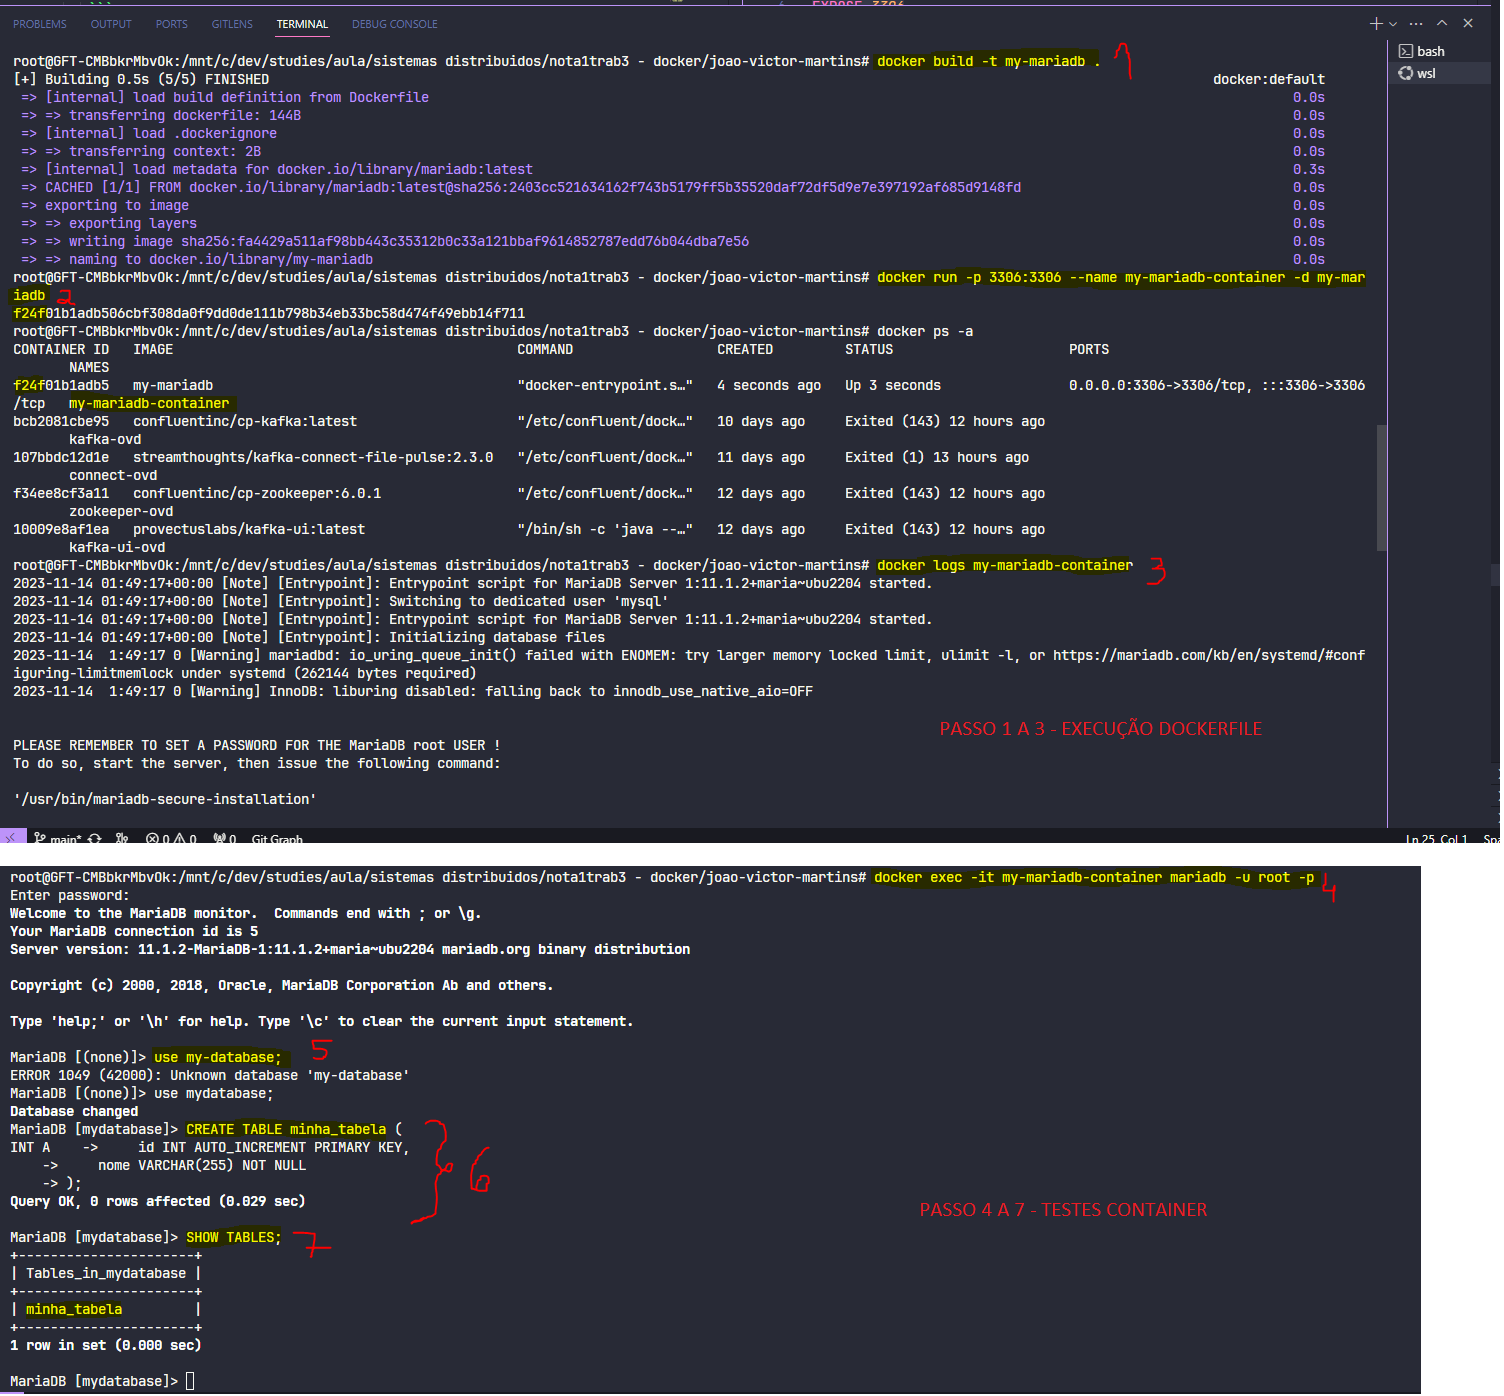 EXPOSE 3306
PROBLEMS OUTPUT PORTS GITLENS TERMINAL DEBUG CONSOLE
bash
wsl
root@GFT-CMBbkrMbvOk:/mnt/c/dev/studies/aula/sistemas distribuidos/nota1trab3 - docker/joao-victor-martins# docker build -t my-mariadb . 1
[+] Building 0.5s (5/5) FINISHED docker:default
=> [internal] load build definition from Dockerfile 0.0s
=> => transferring dockerfile: 144B 0.0s
=> [internal] load .dockerignore 0.0s
=> => transferring context: 2B 0.0s
=> [internal] load metadata for docker.io/library/mariadb:latest 0.3s
=> CACHED [1/1] FROM docker.io/library/mariadb:latest@sha256:2403cc521634162f743b5179ff5b35520daf72df5d9e7e397192af685d9148fd 0.0s
=> exporting to image 0.0s
=> => exporting layers 0.0s
=> => writing image sha256:fa4429a511af98bb443c35312b0c33a121bbaf9614852787edd76b044dba7e56 0.0s
=> => naming to docker.io/library/my-mariadb 0.0s
root@GFT-CMBbkrMbvOk:/mnt/c/dev/studies/aula/sistemas distribuidos/nota1trab3 - docker/joao-victor-martins# docker run -p 3306:3306 --name my-mariadb-container -d my-mar
iadb 2
f24f01b1adb506cbf308da0f9dd0de111b798b34eb33bc58d474f49ebb14f711
root@GFT-CMBbkrMbvOk:/mnt/c/dev/studies/aula/sistemas distribuidos/nota1trab3 - docker/joao-victor-martins# docker ps -a
CONTAINER ID IMAGE COMMAND CREATED STATUS PORTS
NAMES
f24f01b1adb5 my-mariadb "docker-entrypoint.s…" 4 seconds ago Up 3 seconds 0.0.0.0:3306->3306/tcp, :::3306->3306
/tcp my-mariadb-container
bcb2081cbe95 confluentinc/cp-kafka:latest "/etc/confluent/dock…" 10 days ago Exited (143) 12 hours ago
kafka-ovd
107bbdc12d1e streamthoughts/kafka-connect-file-pulse:2.3.0 "/etc/confluent/dock…" 11 days ago Exited (1) 13 hours ago
connect-ovd
f34ee8cf3a11 confluentinc/cp-zookeeper:6.0.1 "/etc/confluent/dock…" 12 days ago Exited (143) 12 hours ago
zookeeper-ovd
10009e8af1ea provectuslabs/kafka-ui:latest "/bin/sh -c 'java --…" 12 days ago Exited (143) 12 hours ago
kafka-ui-ovd
root@GFT-CMBbkrMbvOk:/mnt/c/dev/studies/aula/sistemas distribuidos/nota1trab3 - docker/joao-victor-martins# docker logs my-mariadb-container 3
2023-11-14 01:49:17+00:00 [Note] [Entrypoint]: Entrypoint script for MariaDB Server 1:11.1.2+maria~ubu2204 started.
2023-11-14 01:49:17+00:00 [Note] [Entrypoint]: Switching to dedicated user 'mysql'
2023-11-14 01:49:17+00:00 [Note] [Entrypoint]: Entrypoint script for MariaDB Server 1:11.1.2+maria~ubu2204 started.
2023-11-14 01:49:17+00:00 [Note] [Entrypoint]: Initializing database files
2023-11-14 1:49:17 0 [Warning] mariadbd: io_uring_queue_init() failed with ENOMEM: try larger memory locked limit, ulimit -l, or https://mariadb.com/kb/en/systemd/#conf
iguring-limitmemlock under systemd (262144 bytes required)
2023-11-14 1:49:17 0 [Warning] InnoDB: liburing disabled: falling back to innodb_use_native_aio=OFF
PASSO 1 A 3 - EXECUÇÃO DOCKERFILE
PLEASE REMEMBER TO SET A PASSWORD FOR THE MariaDB root USER !
To do so, start the server, then issue the following command:
'/usr/bin/mariadb-secure-installation'
main* 0 0 0 Git Graph Ln 25, Col 1 Spa
root@GFT-CMBbkrMbvOk:/mnt/c/dev/studies/aula/sistemas distribuidos/nota1trab3 - docker/joao-victor-martins# docker exec -it my-mariadb-container mariadb -u root -p 4
Enter password:
Welcome to the MariaDB monitor. Commands end with ; or \g.
Your MariaDB connection id is 5
Server version: 11.1.2-MariaDB-1:11.1.2+maria~ubu2204 mariadb.org binary distribution
Copyright (c) 2000, 2018, Oracle, MariaDB Corporation Ab and others.
Type 'help;' or '\h' for help. Type '\c' to clear the current input statement.
MariaDB [(none)]> use my-database; 5
ERROR 1049 (42000): Unknown database 'my-database'
MariaDB [(none)]> use mydatabase;
Database changed
MariaDB [mydatabase]> CREATE TABLE minha_tabela (
INT A -> id INT AUTO_INCREMENT PRIMARY KEY,
-> nome VARCHAR(255) NOT NULL
-> ); 6
Query OK, 0 rows affected (0.029 sec)
PASSO 4 A 7 - TESTES CONTAINER
MariaDB [mydatabase]> SHOW TABLES; 7
+----------------------+
| Tables_in_mydatabase |
+----------------------+
| minha_tabela |
+----------------------+
1 row in set (0.000 sec)
MariaDB [mydatabase]>